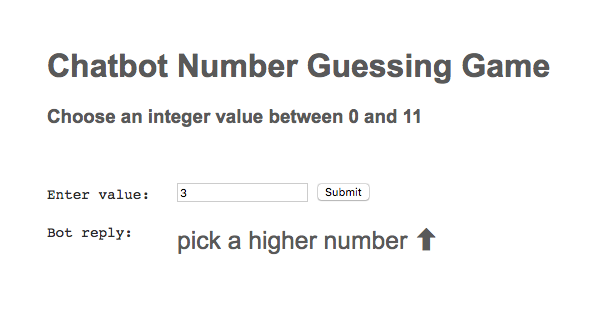 Chatbot Number Guessing Game
Choose an integer value between 0 and 11
Enter value: 3 Submit
Bot reply: pick a higher number ⬆